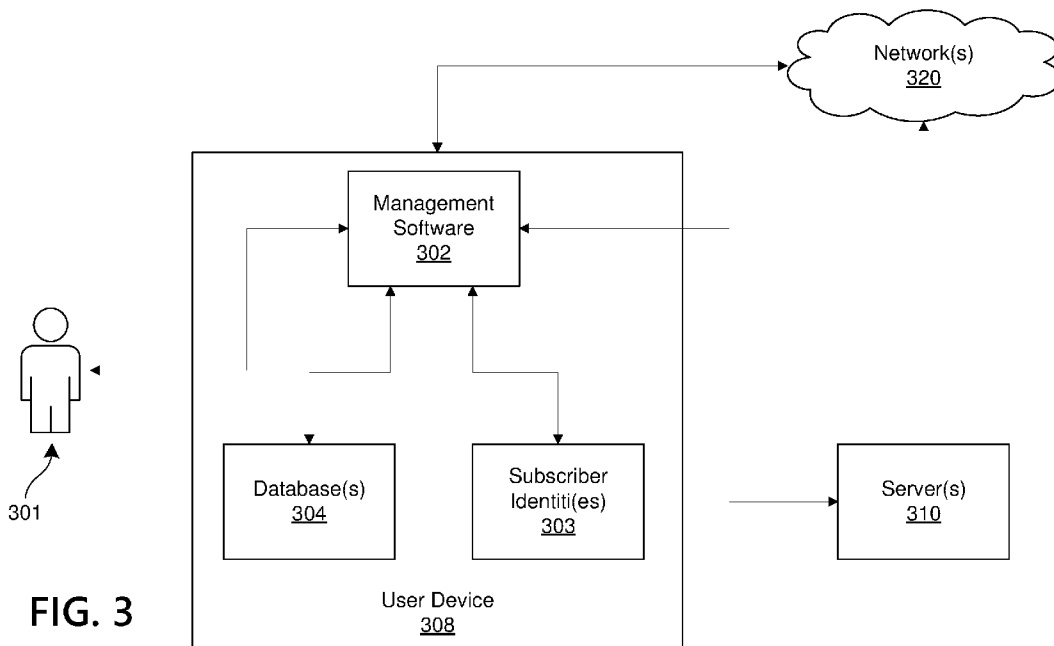 Network(s)
320
Management
Software
302
Database(s)
304
Subscriber
Identiti(es)
303
Server(s)
310
301
User Device
308
FIG. 3